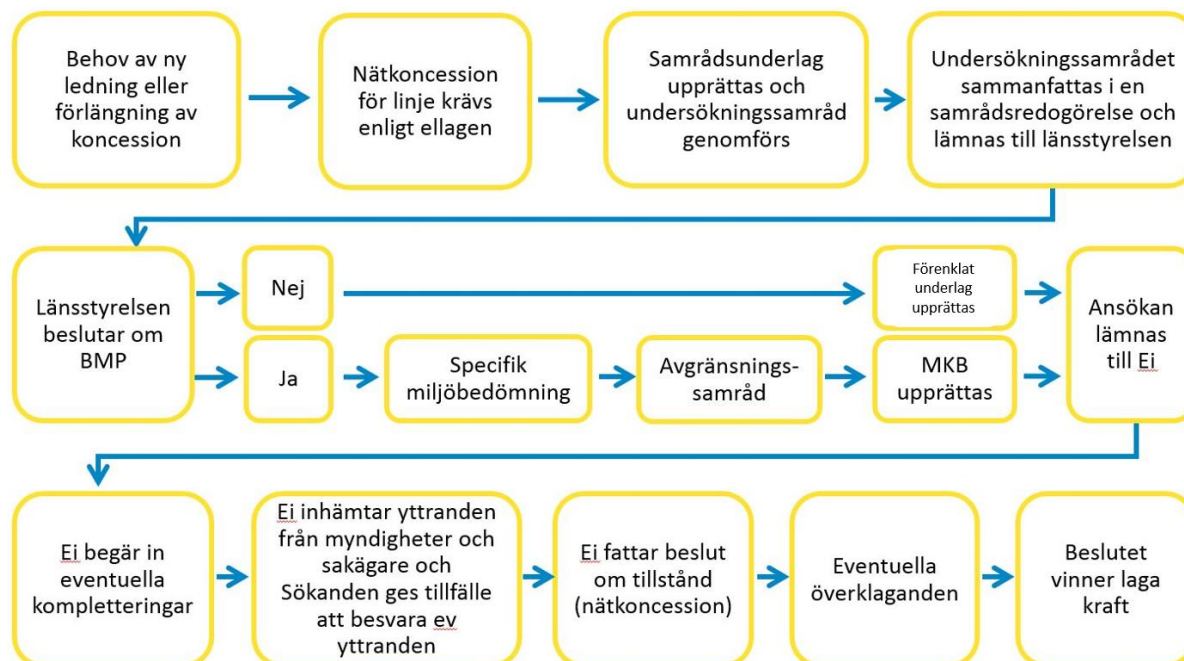 Behov av ny
ledning eller
förlängning av
koncession
Nätkoncession
för linje krävs
enligt ellagen
Samrådsunderlag
upprättas och
undersökningssamråd
genomförs
Undersökningssamrådet
sammanfattas i en
samrådsredogörelse och
lämnas till länsstyrelsen
Länsstyrelsen
beslutar om
BMP
Nej
Förenklat
underlag
upprättas
Ja
Specifik
miljöbedömning
Avgränsnings-
samråd
MKB
upprättas
Ansökan
lämnas
till Ei
Ei begär in
eventuella
kompletteringar
Ei inhämtar yttranden
från myndigheter och
sakägare och
Sökanden ges tillfälle
att besvara ev
yttranden
Ei fattar beslut
om tillstånd
(nätkoncession)
Eventuella
överklaganden
Beslutet
vinner laga
kraft